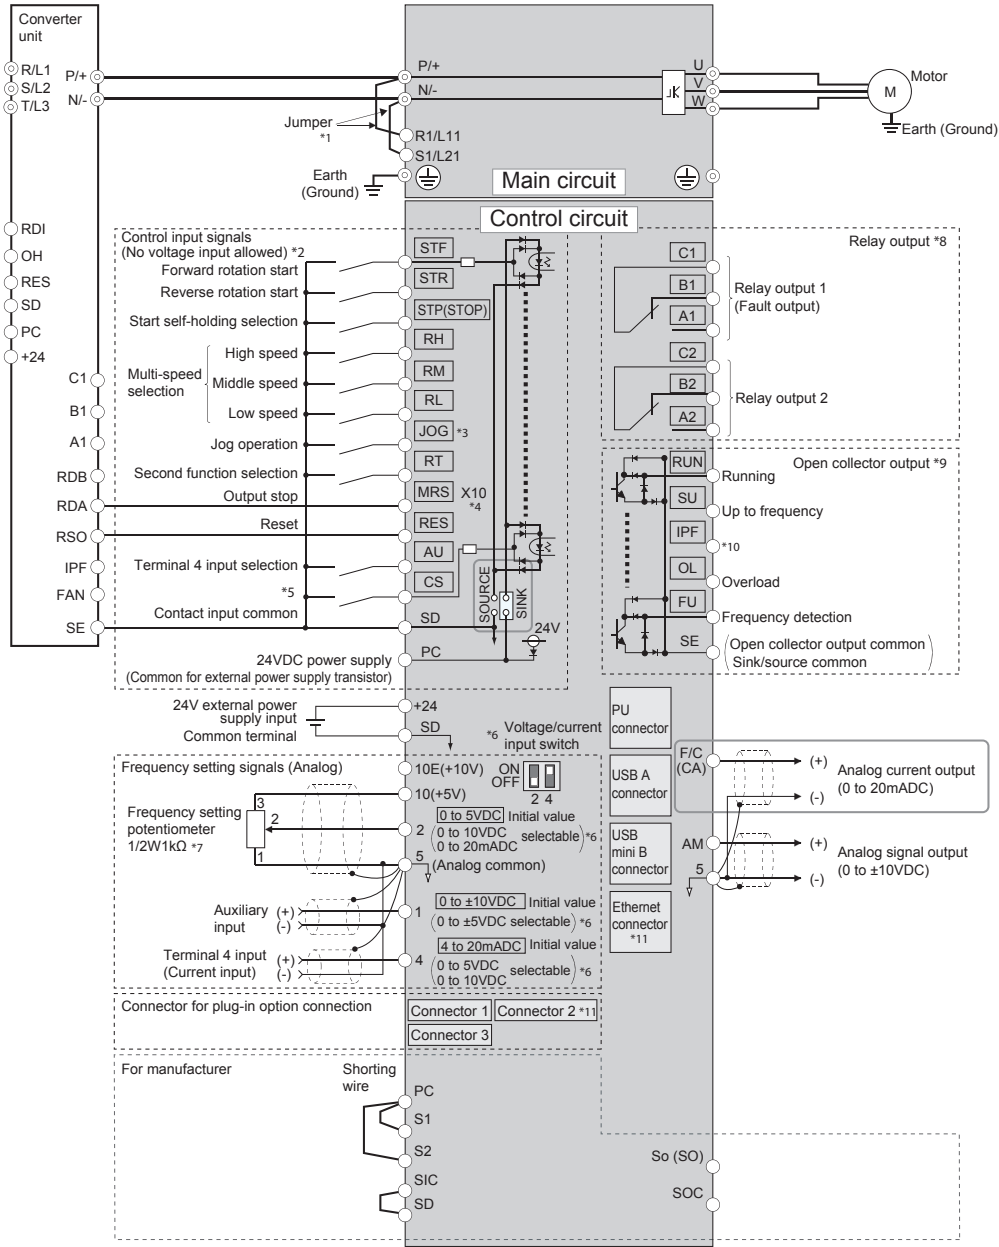 Converter
unit
R/L1
S/L2
T/L3
P/+
N/-
RDI
OH
RES
SD
PC
+24
C1
B1
A1
RDB
RDA
RSO
IPF
FAN
SE
Jumper
*1
Earth
(Ground)
P/+
N/-
R1/L11
S1/L21
U
V
W
Motor
M
Earth (Ground)
Main circuit
Control circuit
Control input signals
(No voltage input allowed) *2
Forward rotation start
Reverse rotation start
Start self-holding selection
High speed
Multi-speed
selection
Middle speed
Low speed
Jog operation
Second function selection
Output stop
Reset
Terminal 4 input selection
*5
Contact input common
24VDC power supply
(Common for external power supply transistor)
STF
STR
STP(STOP)
RH
RM
RL
JOG *3
RT
MRS X10
*4
RES
AU
CS
SD
PC
SOURCE
SINK
24V
Relay output *8
C1
B1
A1
Relay output 1
(Fault output)
C2
B2
A2
Relay output 2
Open collector output *9
RUN
Running
SU
Up to frequency
IPF
*10
OL
Overload
FU
Frequency detection
SE
Open collector output common
Sink/source common
24V external power
supply input
Common terminal
+24
SD
*6 Voltage/current
input switch
ON
OFF
2 4
PU
connector
USB A
connector
USB
mini B
connector
Ethernet
connector
*11
F/C
(CA)
(+)
(-)
Analog current output
(0 to 20mADC)
AM
5
(+)
(-)
Analog signal output
(0 to ±10VDC)
Frequency setting signals (Analog)
Frequency setting
potentiometer
1/2W1kΩ *7
3
2
1
10E(+10V)
10(+5V)
2
0 to 5VDC Initial value
0 to 10VDC
0 to 20mADC
selectable *6
5
(Analog common)
Auxiliary
input
(+)
(-)
1
0 to ±10VDC Initial value
(0 to ±5VDC selectable) *6
Terminal 4 input
(Current input)
(+)
(-)
4
4 to 20mADC Initial value
0 to 5VDC
0 to 10VDC
selectable *6
Connector for plug-in option connection
Connector 1 Connector 2 *11
Connector 3
For manufacturer
Shorting
wire
PC
S1
S2
SIC
SD
So (SO)
SOC